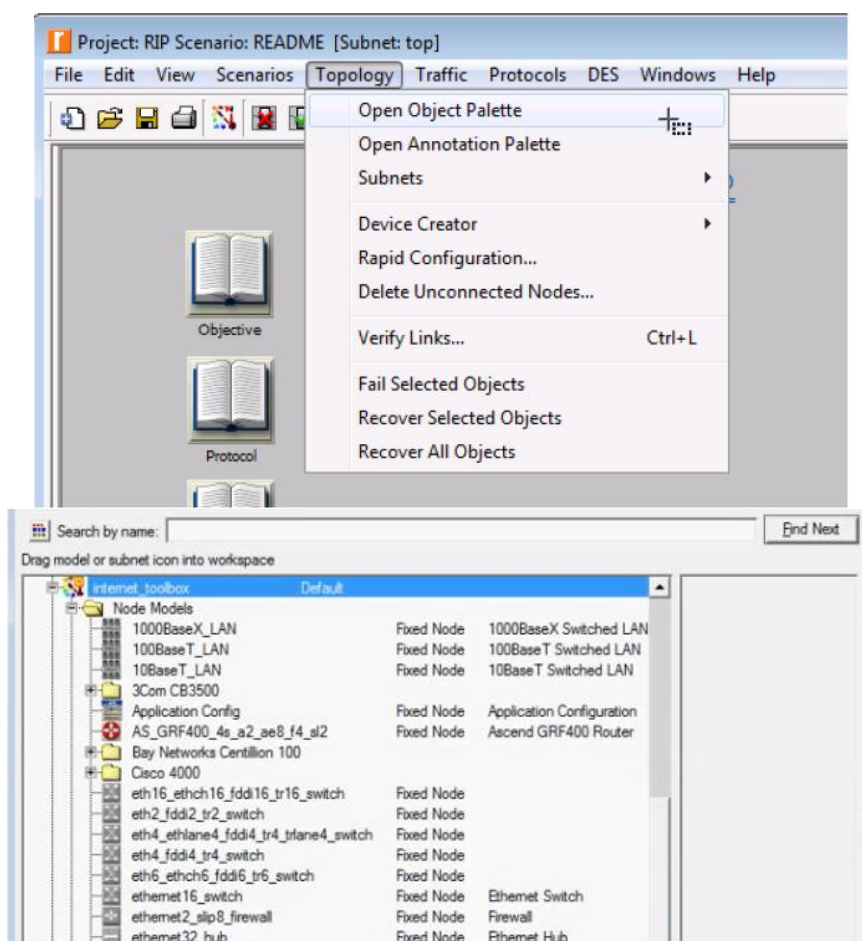 Project: RIP Scenario: README [Subnet: top]
File Edit View Scenarios Topology Traffic Protocols DES Windows Help
Open Object Palette
Open Annotation Palette
Subnets
Device Creator
Rapid Configuration...
Delete Unconnected Nodes...
Verify Links... Ctrl+L
Fail Selected Objects
Recover Selected Objects
Recover All Objects
Objective
Protocol
Search by name: Find Next
Drag model or subnet icon into workspace
internet_toolbox Default
Node Models
1000BaseX_LAN Fixed Node 1000BaseX Switched LAN
100BaseT_LAN Fixed Node 100BaseT Switched LAN
10BaseT_LAN Fixed Node 10BaseT Switched LAN
3Com CB3500
Application Config Fixed Node Application Configuration
AS_GRF400_4s_a2_ae8_f4_sl2 Fixed Node Ascend GRF400 Router
Bay Networks Centillion 100
Cisco 4000
eth16_ethch16_fddi16_tr16_switch Fixed Node
eth2_fddi2_tr2_switch Fixed Node
eth4_ethlane4_fddi4_tr4_trlane4_switch Fixed Node
eth4_fddi4_tr4_switch Fixed Node
eth6_ethch6_fddi6_tr6_switch Fixed Node
ethernet16_switch Fixed Node Ethernet Switch
ethernet2_slip8_firewall Fixed Node Firewall
ethernet32_hub Fixed Node Ethernet Hub